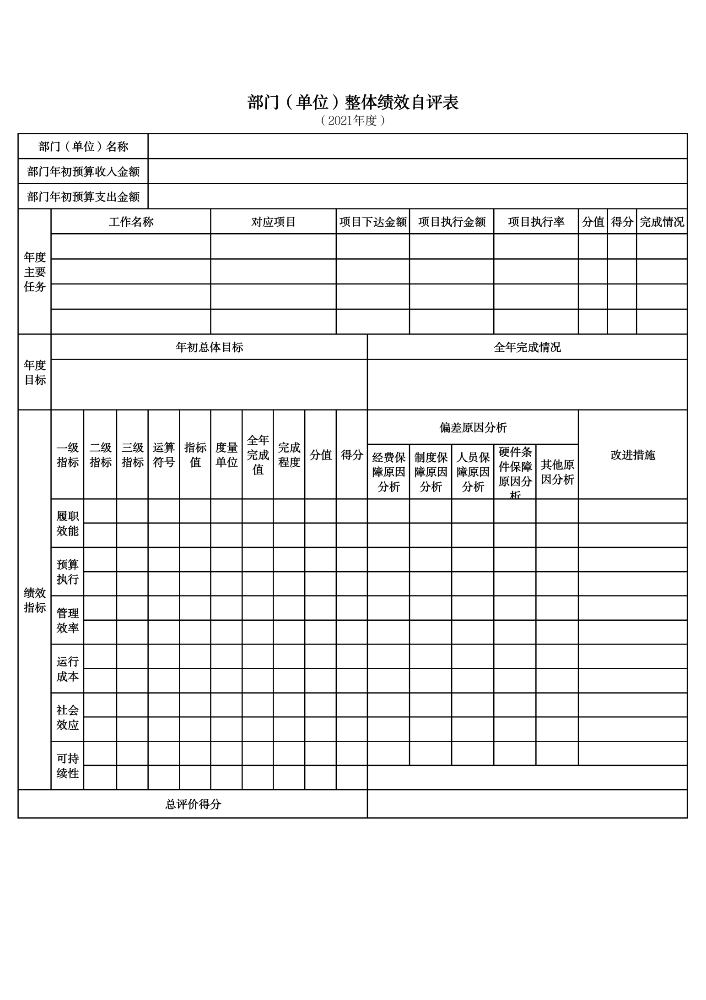 部门（单位）整体绩效自评表
（2021年度）
部门（单位）名称
部门年初预算收入金额
部门年初预算支出金额
年度
主要
任务
工作名称
对应项目
项目下达金额
项目执行金额
项目执行率
分值
得分
完成情况
年度
目标
年初总体目标
全年完成情况
绩效
指标
一级
指标
二级
指标
三级
指标
运算
符号
指标
值
度量
单位
全年
完成
值
完成
程度
分值
得分
偏差原因分析
经费保
障原因
分析
制度保
障原因
分析
人员保
障原因
分析
硬件条
件保障
原因分
析
其他原
因分析
改进措施
履职
效能
预算
执行
管理
效率
运行
成本
社会
效应
可持
续性
总评价得分